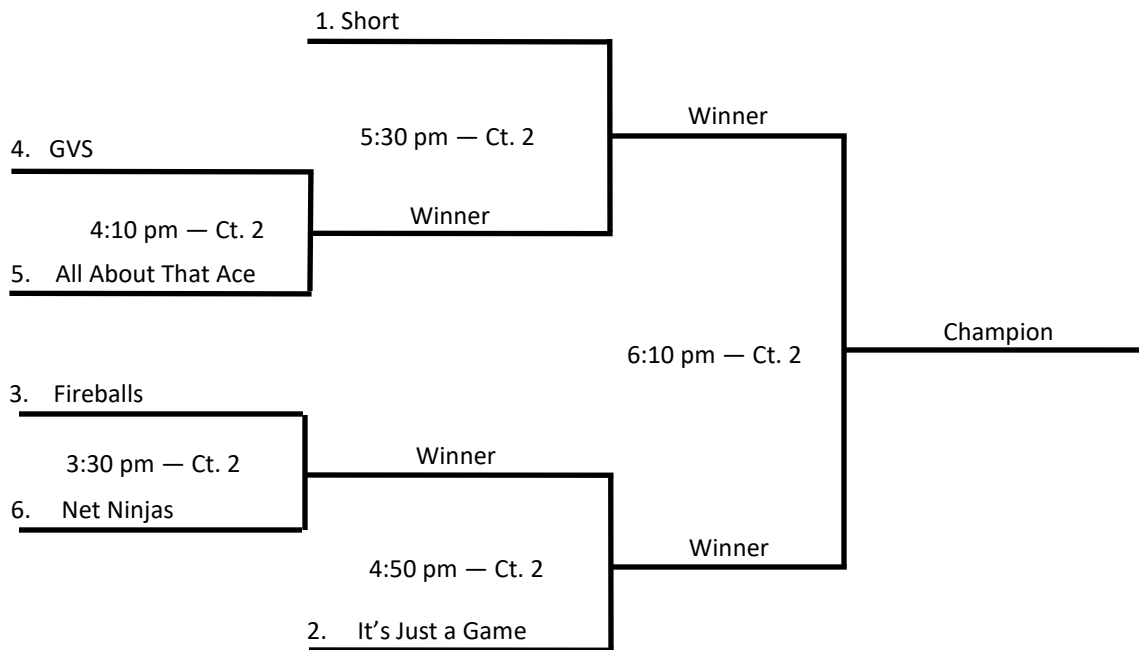 1. Short
Winner
5:30 pm — Ct. 2
4. GVS
Winner
4:10 pm — Ct. 2
5. All About That Ace
Champion
6:10 pm — Ct. 2
3. Fireballs
Winner
3:30 pm — Ct. 2
6. Net Ninjas
Winner
4:50 pm — Ct. 2
2. It’s Just a Game